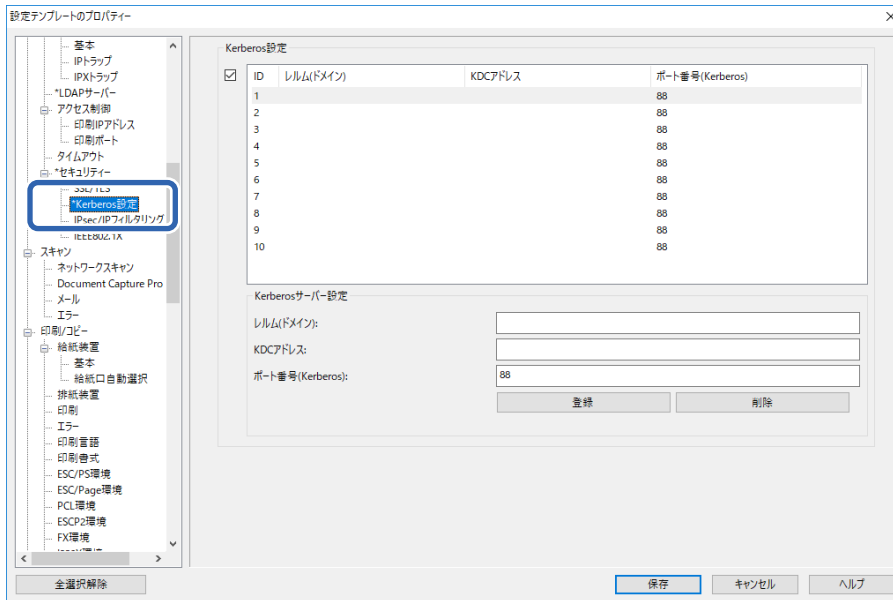 設定テンプレートのプロパティー
基本
IPトラップ
IPXトラップ
*LDAPサーバー
アクセス制御
印刷IPアドレス
印刷ポート
タイムアウト
*セキュリティー
SSL/TLS
*Kerberos設定
IPsec/IPフィルタリング
IEEE802.1X
スキャン
ネットワークスキャン
Document Capture Pro
メール
エラー
印刷/コピー
給紙装置
基本
給紙口自動選択
排紙装置
印刷
エラー
印刷言語
印刷書式
ESC/PS環境
ESC/Page環境
PCL環境
ESCP2環境
FX環境
Kerberos設定
ID レルム(ドメイン) KDCアドレス ポート番号(Kerberos)
1 88
2 88
3 88
4 88
5 88
6 88
7 88
8 88
9 88
10 88
Kerberosサーバー設定
レルム(ドメイン):
KDCアドレス:
ポート番号(Kerberos): 88
登録 削除
全選択解除 保存 キャンセル ヘルプ